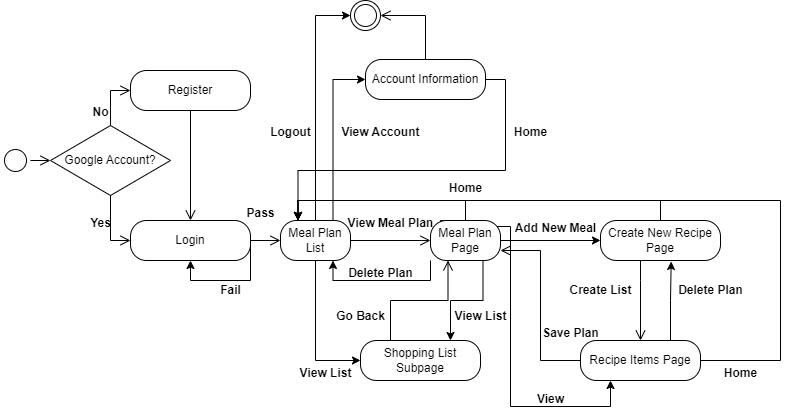 Account Information
Register
No
Logout
View Account
Home
Google Account?
Home
Pass
Yes
View Meal Plan
Add New Meal
Login
Meal Plan
List
Meal Plan
Page
Create New Recipe
Page
Delete Plan
Fail
Create List
Delete Plan
Go Back
View List
Save Plan
Shopping List
Subpage
Recipe Items Page
View List
Home
View